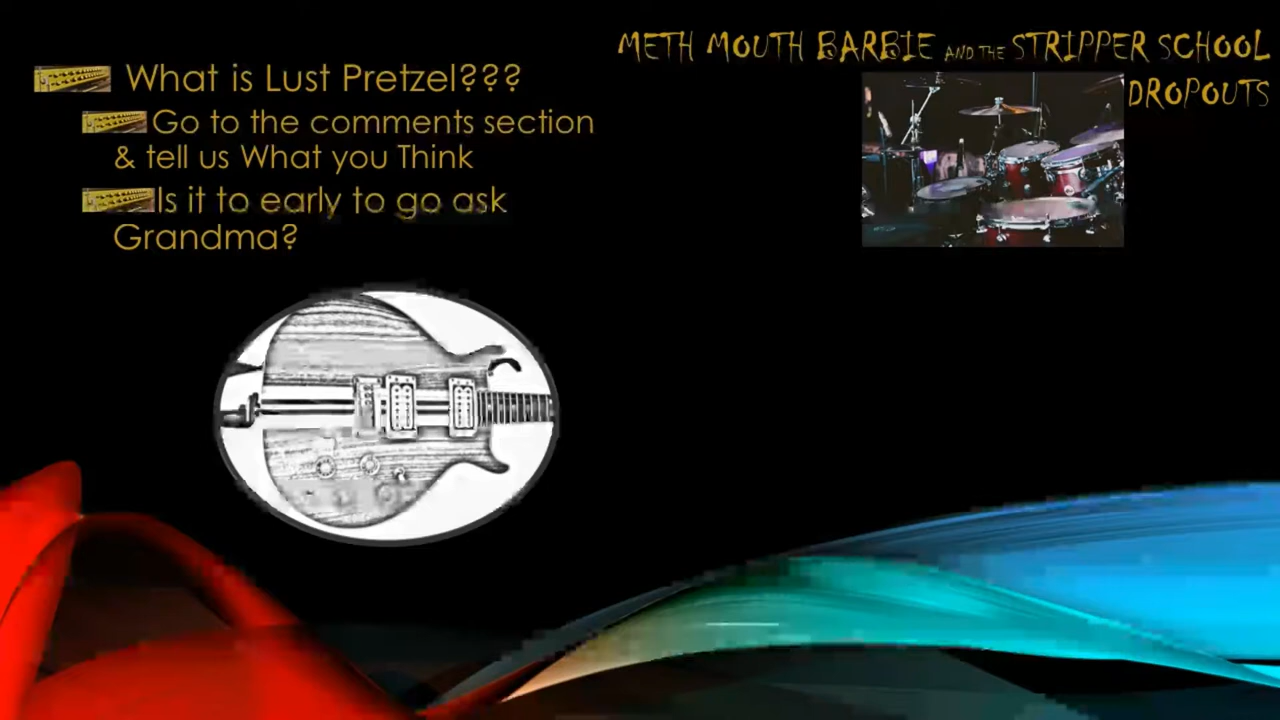 METH MOUTH BARBIE AND THE STRIPPER SCHOOL
DROPOUTS
What is Lust Pretzel???
Go to the comments section
& tell us What you Think
Is it to early to go ask
Grandma?